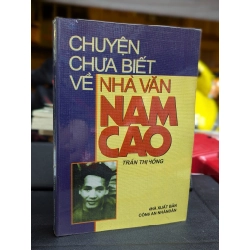 CHUYỆN
CHƯA BIẾT
VỀ NHÀ VĂN
NAM
CAO
TRẦN THỊ HỒNG
NHÀ XUẤT BẢN
CÔNG AN NHÂN DÂN